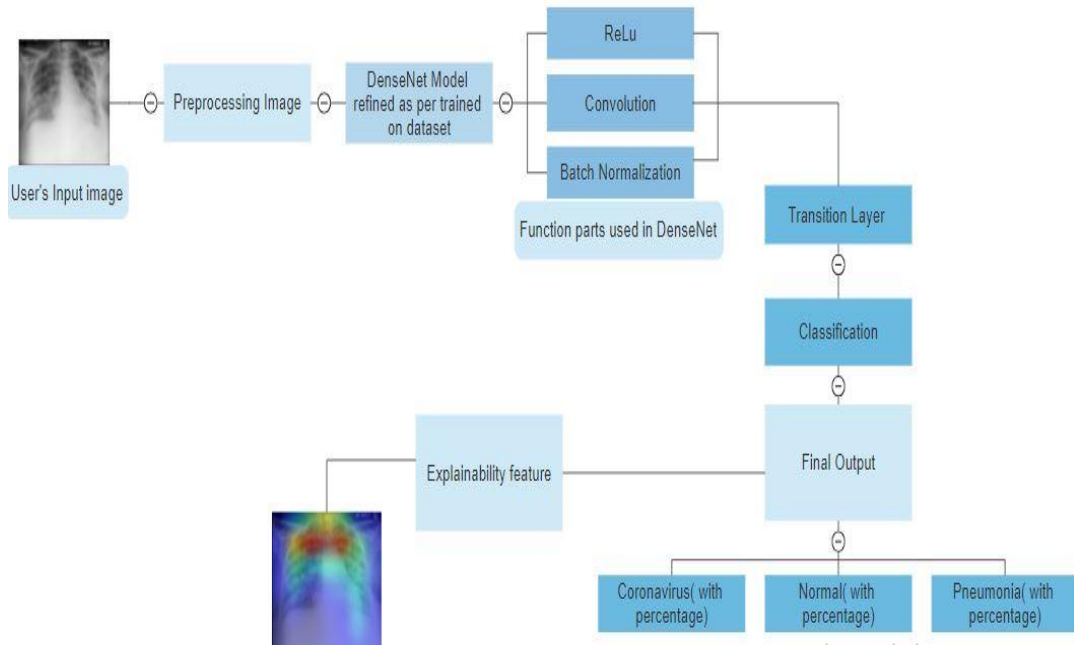 User's Input image
Preprocessing Image
DenseNet Model
refined as per trained
on dataset
ReLu
Convolution
Batch Normalization
Function parts used in DenseNet
Transition Layer
Classification
Final Output
Explainability feature
Coronavirus( with
percentage)
Normal( with
percentage)
Pneumonia( with
percentage)